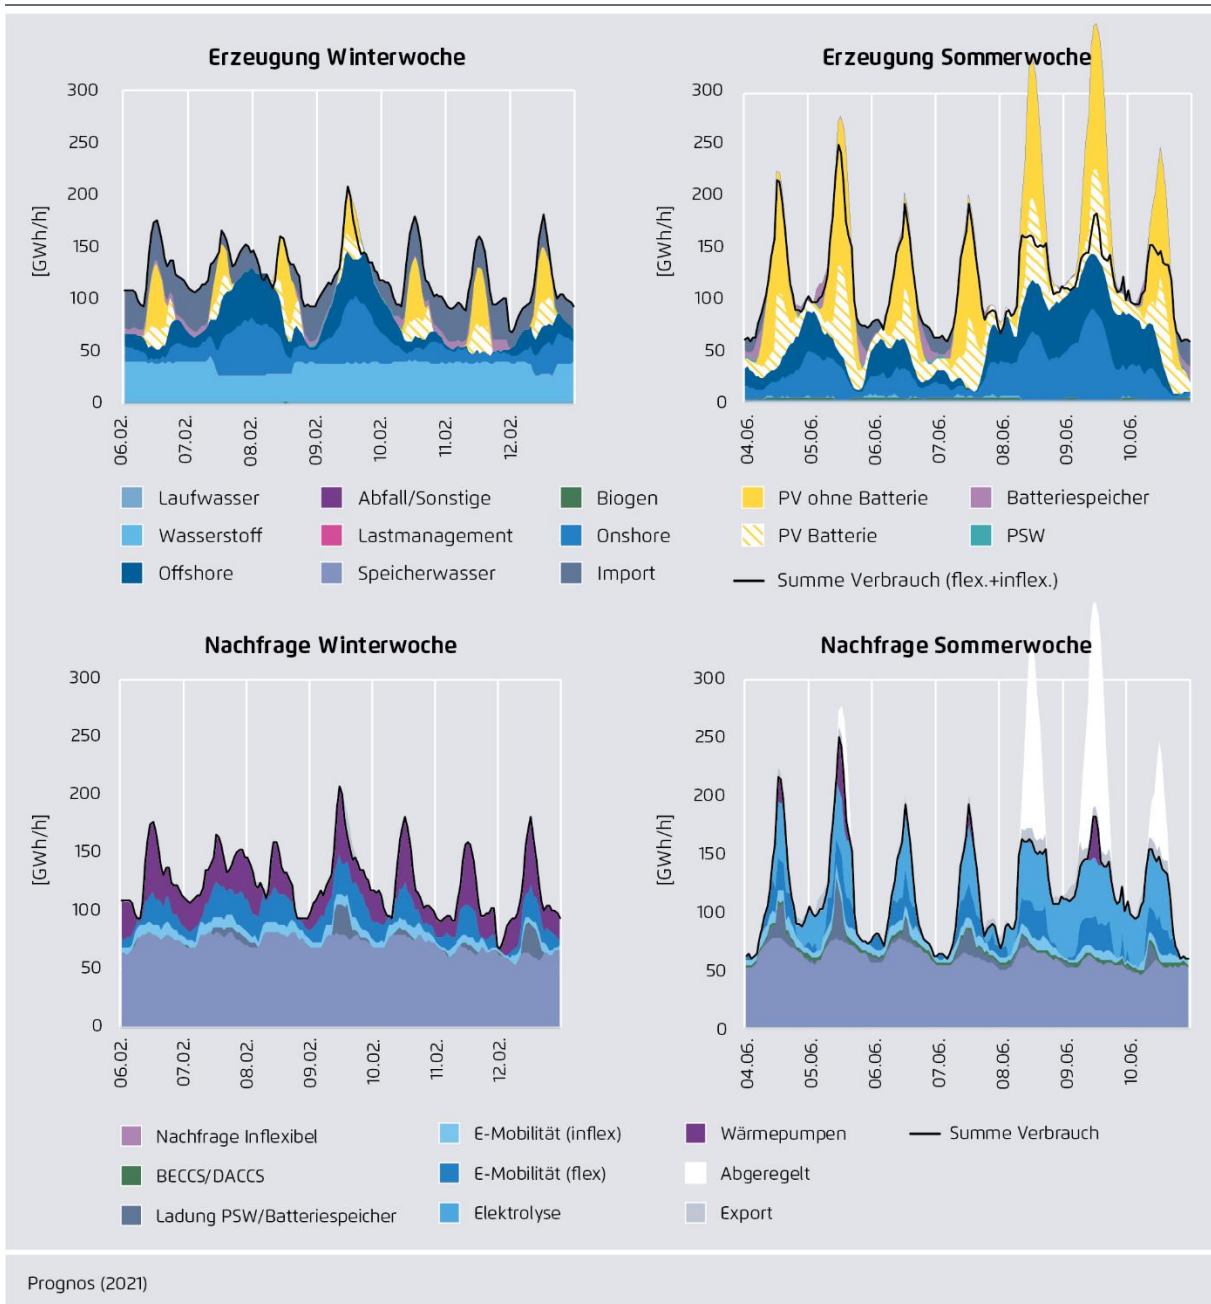 Erzeugung Winterwoche
300
250
200
150
100
50
0
[GWh/h]
06.02.
07.02.
08.02.
09.02.
10.02.
11.02.
12.02.
Erzeugung Sommerwoche
300
250
200
150
100
50
0
[GWh/h]
04.06.
05.06.
06.06.
07.06.
08.06.
09.06.
10.06.
Laufwasser
Abfall/Sonstige
Biogen
PV ohne Batterie
Batteriespeicher
Wasserstoff
Lastmanagement
Onshore
PV Batterie
PSW
Offshore
Speicherwasser
Import
Summe Verbrauch (flex.+inflex.)
Nachfrage Winterwoche
300
250
200
150
100
50
0
[GWh/h]
06.02.
07.02.
08.02.
09.02.
10.02.
11.02.
12.02.
Nachfrage Sommerwoche
300
250
200
150
100
50
0
[GWh/h]
04.06.
05.06.
06.06.
07.06.
08.06.
09.06.
10.06.
Nachfrage Inflexibel
E-Mobilität (inflex)
Wärmepumpen
Summe Verbrauch
BECCS/DACCS
E-Mobilität (flex)
Abgeregelt
Ladung PSW/Batteriespeicher
Elektrolyse
Export
Prognos (2021)